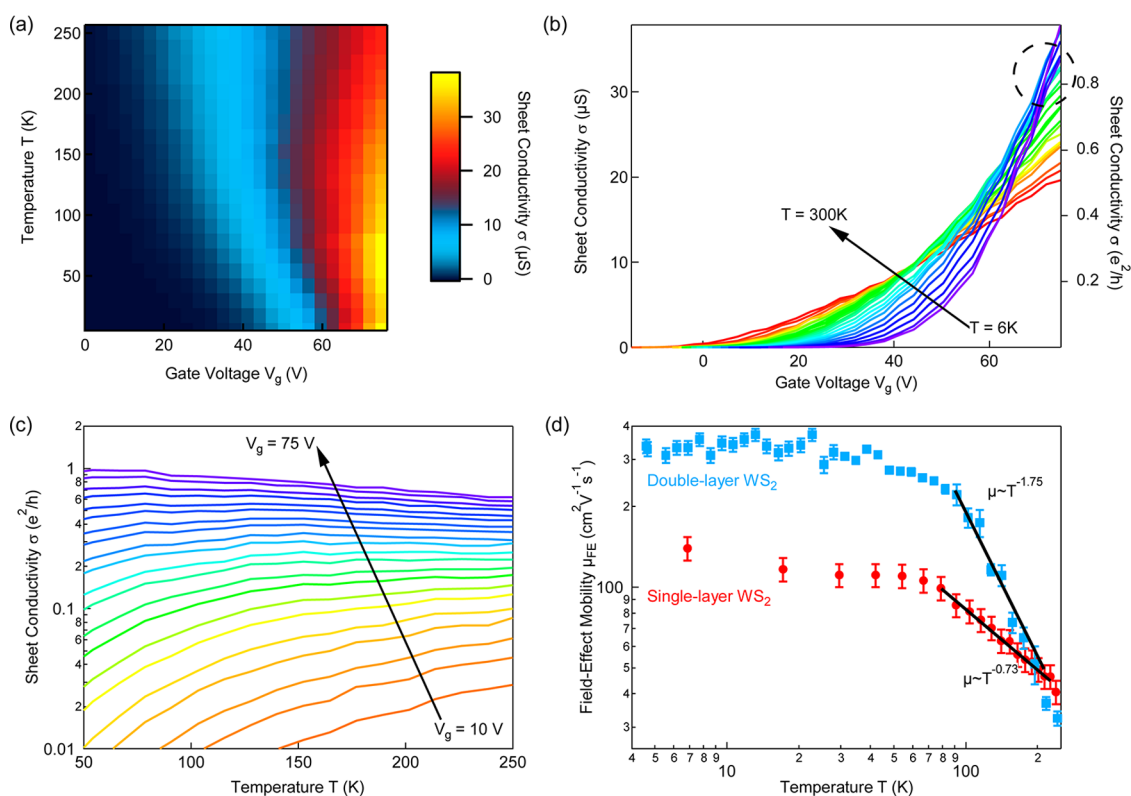 (a)
250
200
150
100
50
Temperature T (K)
0
20
40
60
Gate Voltage V_g (V)
30
20
10
0
Sheet Conductivity σ (µS)
(b)
30
20
10
0
Sheet Conductivity σ (µS)
0
20
40
60
Gate Voltage V_g (V)
0.8
0.6
0.4
0.2
Sheet Conductivity σ (e²/h)
T = 300K
T = 6K
(c)
2
1
8
6
4
2
0.1
8
6
4
2
0.01
Sheet Conductivity σ (e²/h)
50
100
150
200
250
Temperature T (K)
V_g = 75 V
V_g = 10 V
(d)
4
3
2
100
9
8
7
6
5
4
3
Field-Effect Mobility µ_FE (cm²V⁻¹s⁻¹)
4 5 6 7 8 9 10 2 3 4 5 6 7 8 9 100 2
Temperature T (K)
Double-layer WS₂
Single-layer WS₂
µ~T^-1.75
µ~T^-0.73